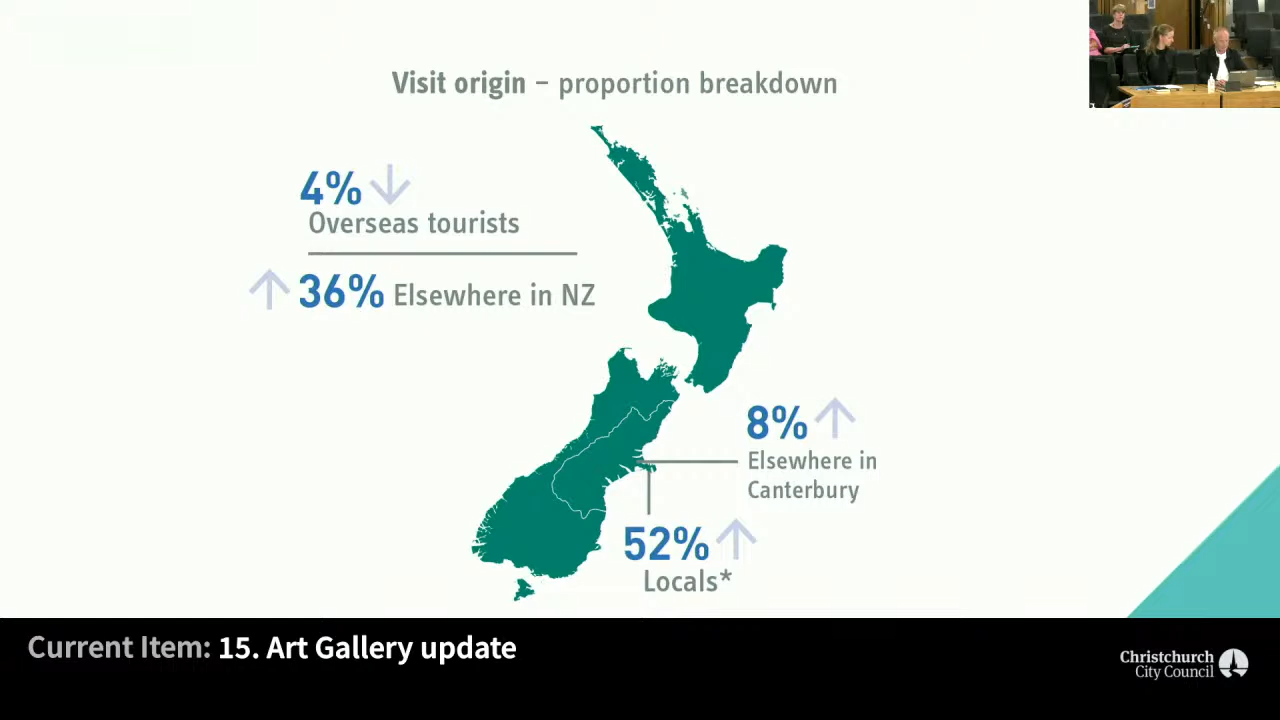 Visit origin – proportion breakdown
4%
Overseas tourists
36% Elsewhere in NZ
8%
Elsewhere in
Canterbury
52%
Locals*
Current Item: 15. Art Gallery update
Christchurch
City Council